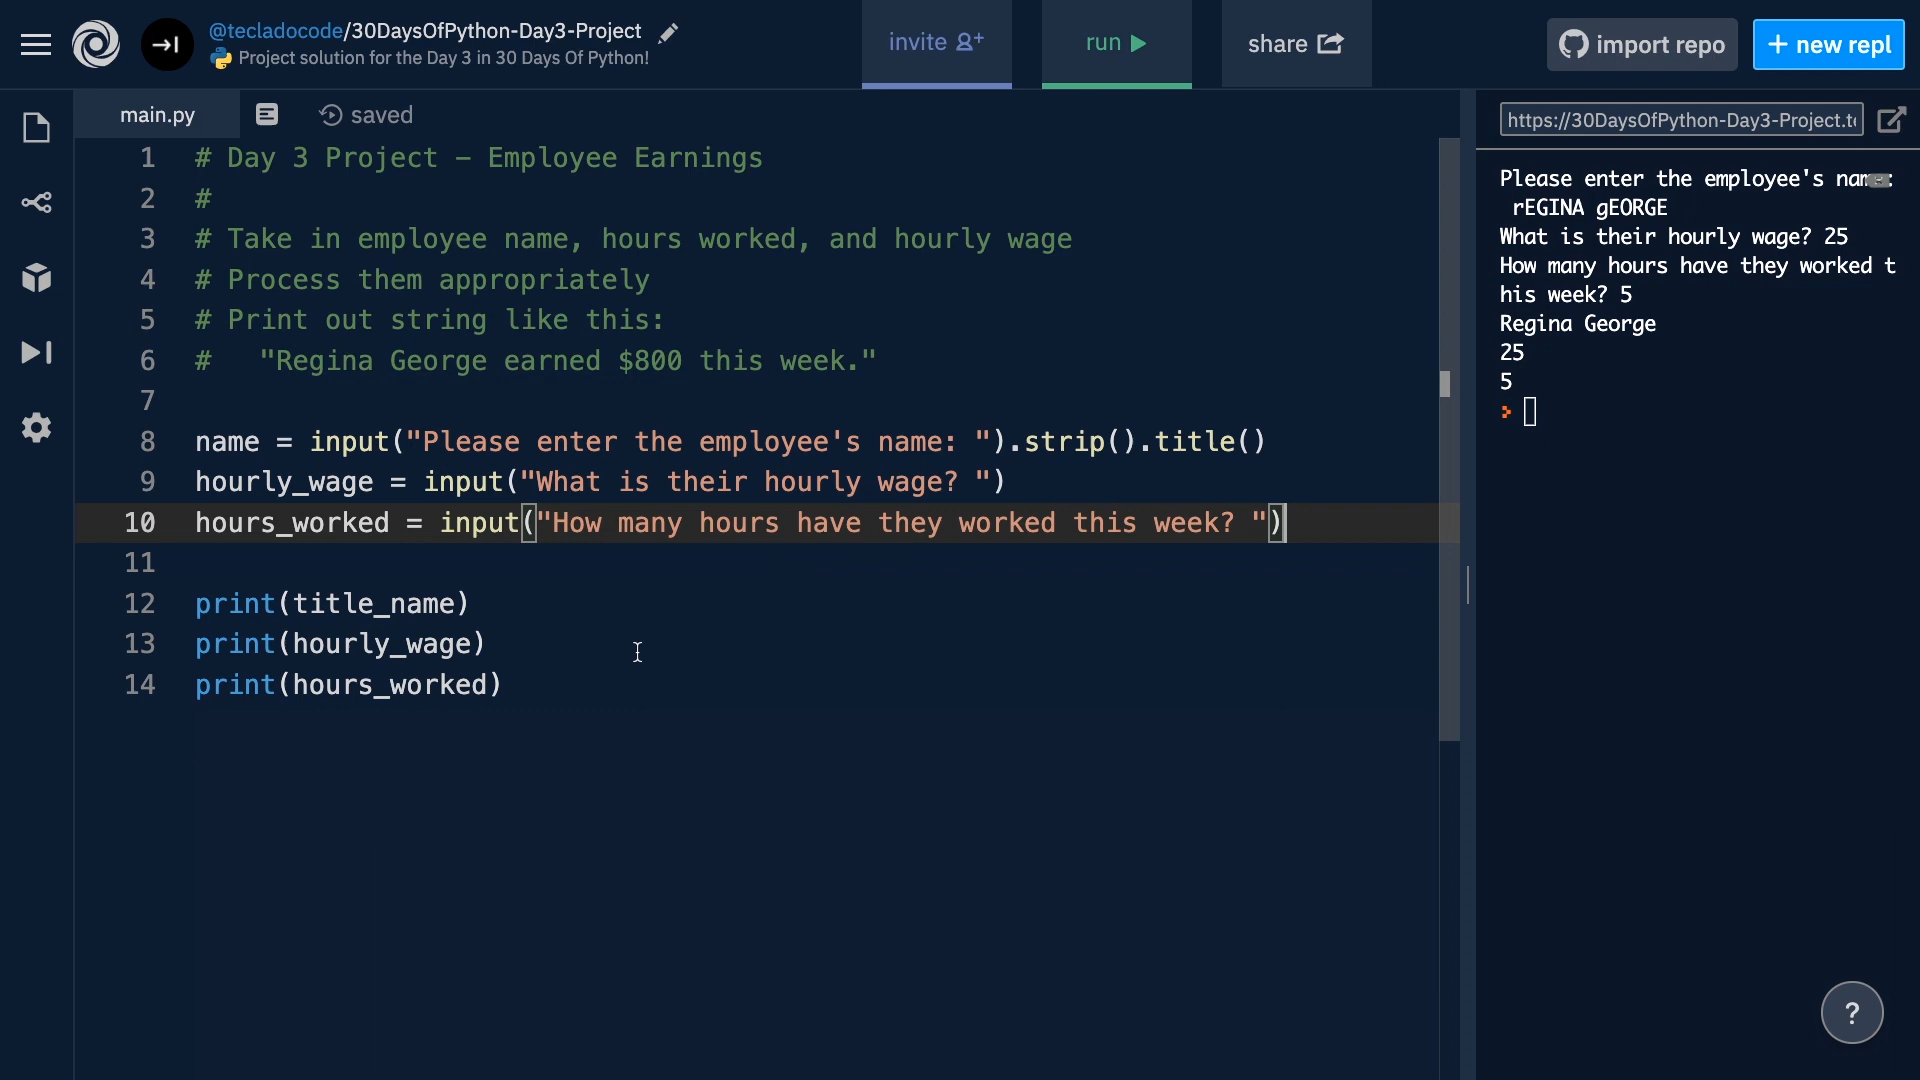 @tecladocode/30DaysOfPython-Day3-Project
Project solution for the Day 3 in 30 Days Of Python!
invite
run
share
import repo
+ new repl
main.py
saved
https://30DaysOfPython-Day3-Project.t
1 # Day 3 Project – Employee Earnings
2 #
3 # Take in employee name, hours worked, and hourly wage
4 # Process them appropriately
5 # Print out string like this:
6 #   "Regina George earned $800 this week."
7
8 name = input("Please enter the employee's name: ").strip().title()
9 hourly_wage = input("What is their hourly wage? ")
10 hours_worked = input("How many hours have they worked this week? ")
11
12 print(title_name)
13 print(hourly_wage)
14 print(hours_worked)
Please enter the employee's name:
rEGINA gEORGE
What is their hourly wage? 25
How many hours have they worked t
his week? 5
Regina George
25
5
?